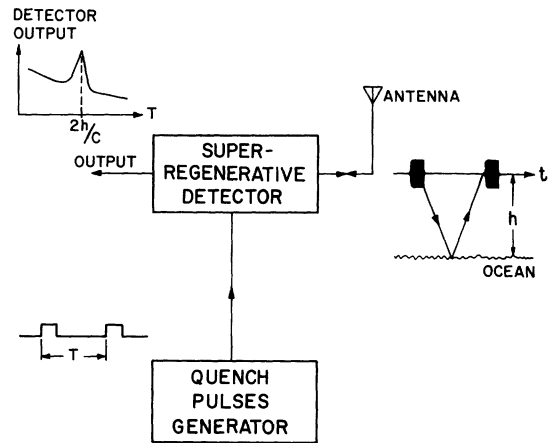 DETECTOR
OUTPUT
T
2h/C
ANTENNA
OUTPUT
SUPER-
REGENERATIVE
DETECTOR
t
h
OCEAN
T
QUENCH
PULSES
GENERATOR